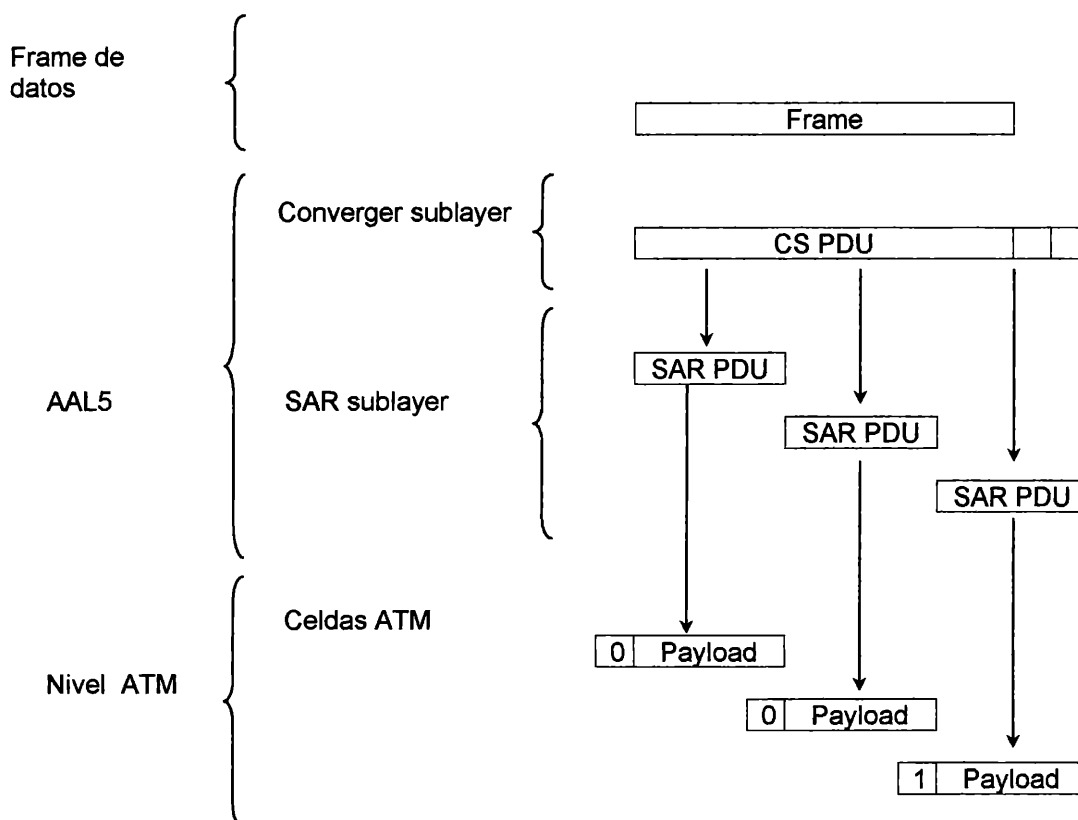 Frame de
datos
Frame
Converger sublayer
CS PDU
AAL5
SAR sublayer
SAR PDU
SAR PDU
SAR PDU
Nivel ATM
Celdas ATM
0 Payload
0 Payload
1 Payload